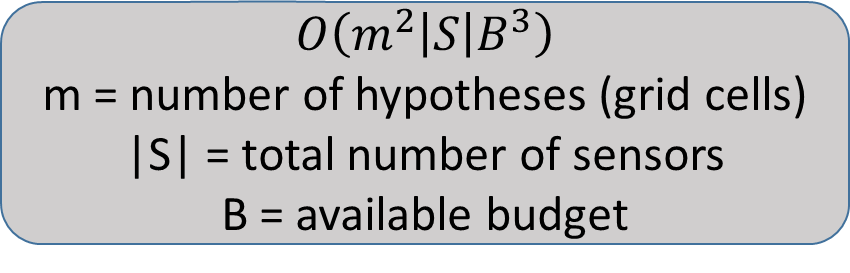 O(m²|S|B³)
m = number of hypotheses (grid cells)
|S| = total number of sensors
B = available budget